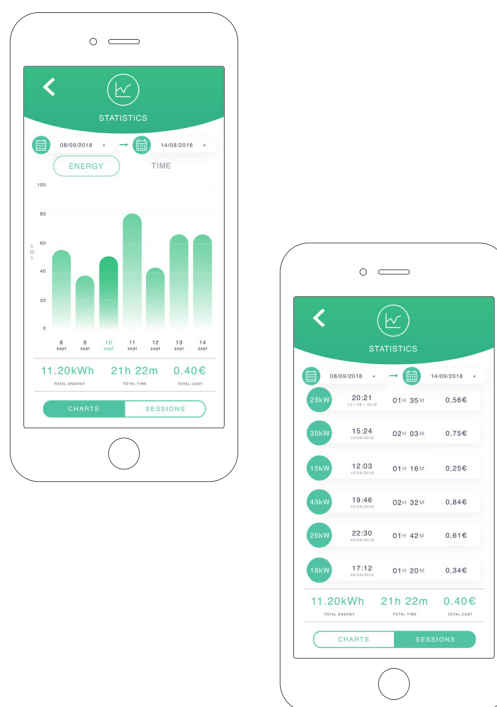 STATISTICS
08/09/2018 → 14/09/2018
ENERGY TIME
100
80
60
kWh
40
20
0
8 9 10 11 12 13 14
sept sept sept sept sept sept sept
11.20kWh 21h 22m 0.40€
TOTAL ENERGY TOTAL TIME TOTAL COST
CHARTS SESSIONS
STATISTICS
08/09/2018 → 14/09/2018
23kW 20:21 01H 35M 0,56€
35kW 15:24 02H 03M 0,75€
15kW 12:03 01H 16M 0,25€
43kW 19:46 02H 32M 0,84€
25kW 22:30 01H 42M 0,61€
18kW 17:12 01H 20M 0,34€
11.20kWh 21h 22m 0.40€
TOTAL ENERGY TOTAL TIME TOTAL COST
CHARTS SESSIONS